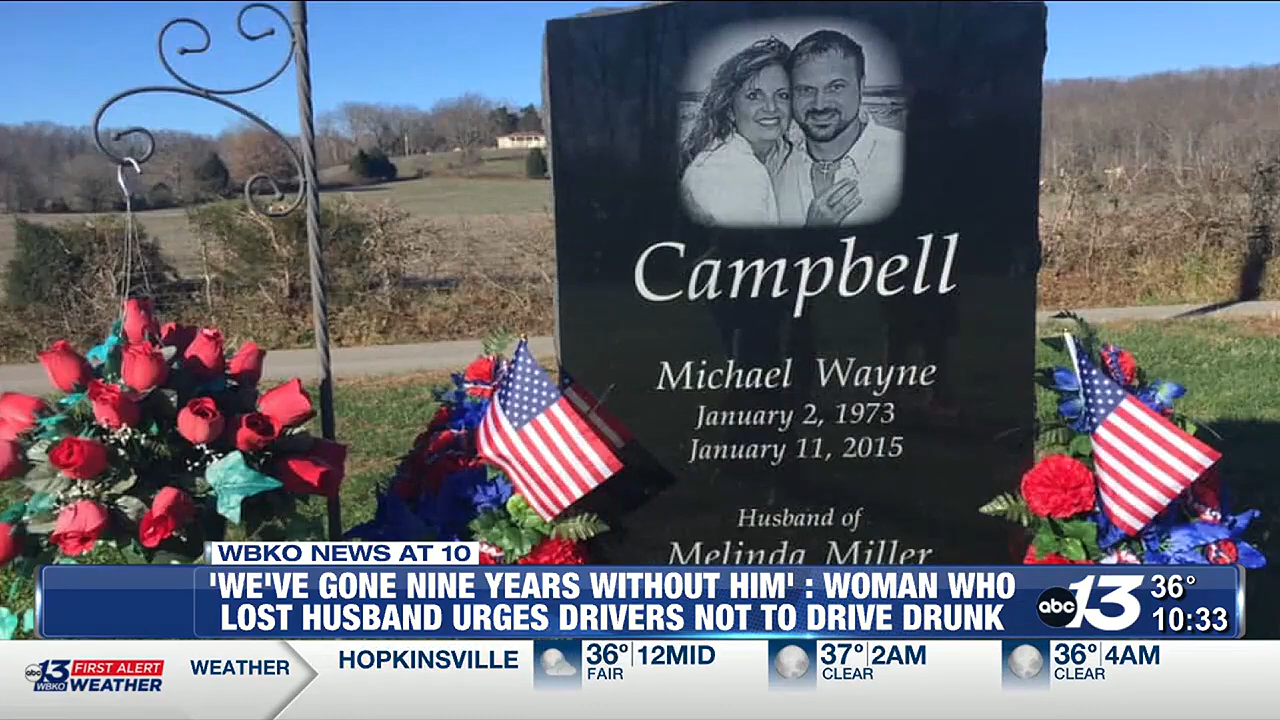 Campbell
Michael Wayne
January 2, 1973
January 11, 2015
Husband of
Melinda Miller
WBKO NEWS AT 10
'WE'VE GONE NINE YEARS WITHOUT HIM' : WOMAN WHO
LOST HUSBAND URGES DRIVERS NOT TO DRIVE DRUNK
abc 13
36°
10:33
abc 13 WBKO FIRST ALERT WEATHER
WEATHER
HOPKINSVILLE
36° 12MID
FAIR
37° 2AM
CLEAR
36° 4AM
CLEAR